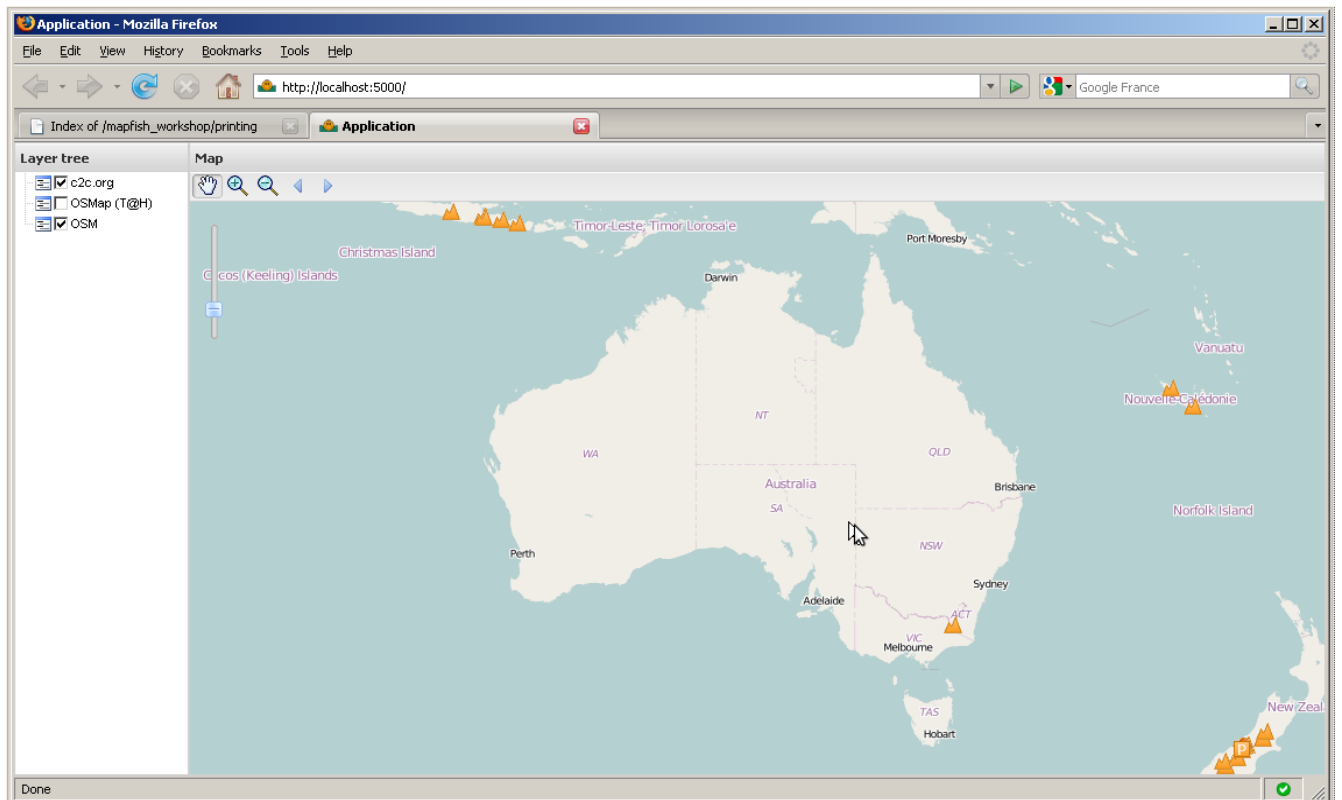 Application - Mozilla Firefox
File Edit View History Bookmarks Tools Help
http://localhost:5000/
Google France
Index of /mapfish_workshop/printing
Application
Layer tree
Map
c2c.org
OSMap (T@H)
OSM
Timor-Leste, Timor Lorosa'e
Port Moresby
Christmas Island
Cocos (Keeling) Islands
Darwin
Vanuatu
Nouvelle-Calédonie
NT
WA
QLD
Australia
Brisbane
SA
Norfolk Island
NSW
Perth
Sydney
Adelaide
ACT
VIC
Melbourne
New Zeal
TAS
Hobart
P
Done